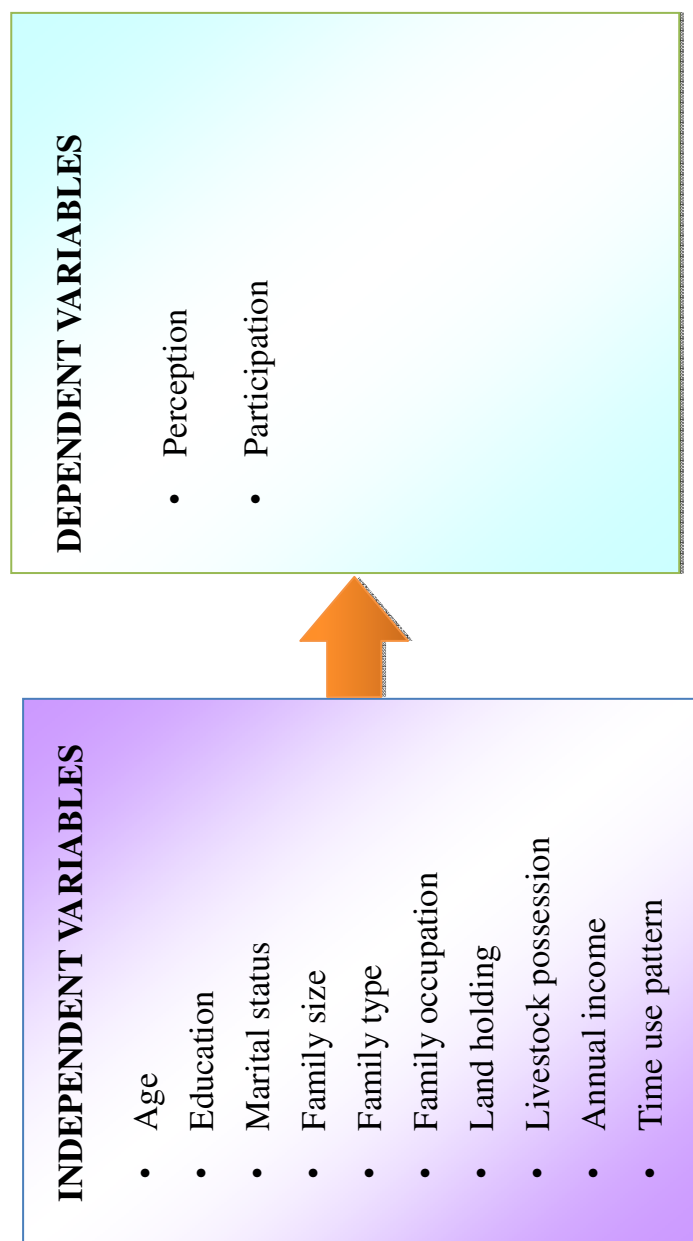 INDEPENDENT VARIABLES
• Age
• Education
• Marital status
• Family size
• Family type
• Family occupation
• Land holding
• Livestock possession
• Annual income
• Time use pattern
DEPENDENT VARIABLES
• Perception
• Participation